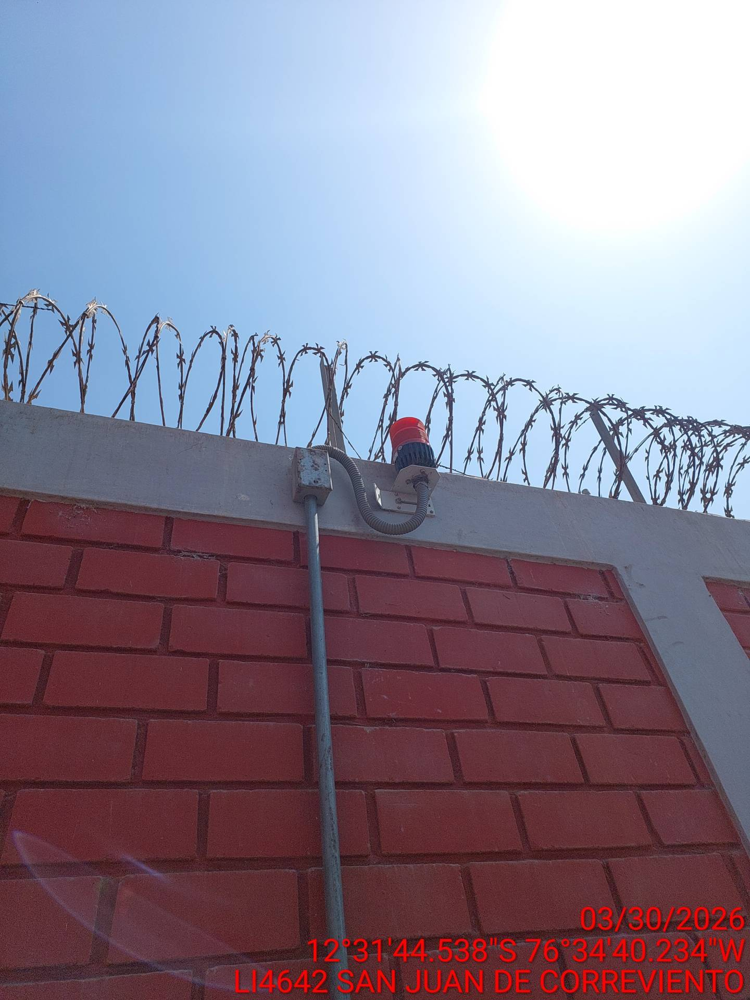 03/30/2026
12°31'44.538"S 76°34'40.234"W
LI4642 SAN JUAN DE CORREVIENTO